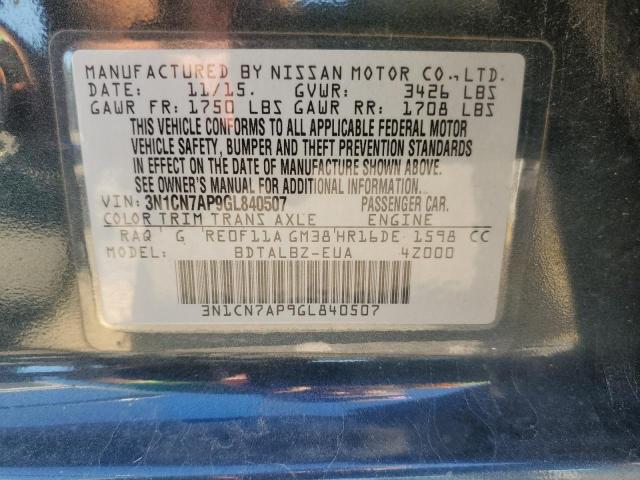 MANUFACTURED BY NISSAN MOTOR CO.,LTD.
DATE: 11/15. GVWR: 3426 LBS
GAWR FR: 1750 LBS GAWR RR: 1708 LBS
THIS VEHICLE CONFORMS TO ALL APPLICABLE FEDERAL MOTOR
VEHICLE SAFETY, BUMPER AND THEFT PREVENTION STANDARDS
IN EFFECT ON THE DATE OF MANUFACTURE SHOWN ABOVE.
SEE OWNER'S MANUAL FOR ADDITIONAL INFORMATION.
VIN: 3N1CN7AP9GL840507 PASSENGER CAR.
COLOR TRIM TRANS AXLE ENGINE
RAQ G RE0F11A GM38 HR16DE 1598 CC
MODEL: BDTALBZ-EUA 4Z000
3N1CN7AP9GL840507